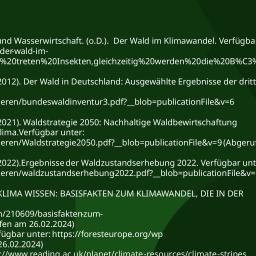 und Wasserwirtschaft. (o.D.). Der Wald im Klimawandel. Verfügba
der-wald-im-
%20treten%20Insekten,gleichzeitig%20werden%20die%20B%C3%
2012). Der Wald in Deutschland: Ausgewählte Ergebnisse der dritt
eren/bundeswaldinventur3.pdf?__blob=publicationFile&v=6
2021). Waldstrategie 2050: Nachhaltige Waldbewirtschaftung
lima.Verfügbar unter:
eren/Waldstrategie2050.pdf?__blob=publicationFile&v=9(Abgeruf
2022).Ergebnisse der Waldzustandserhebung 2022. Verfügbar unt
eren/waldzustandserhebung2022.pdf?__blob=publicationFile&v=
KLIMA WISSEN: BASISFAKTEN ZUM KLIMAWANDEL, DIE IN DER
n/210609/basisfakten-zum-
fen am 26.02.2024)
fügbar unter: https://foresteurope.org/wp
26.02.2024)
://www.reading.ac.uk/planet/climate-resources/climate-stripes